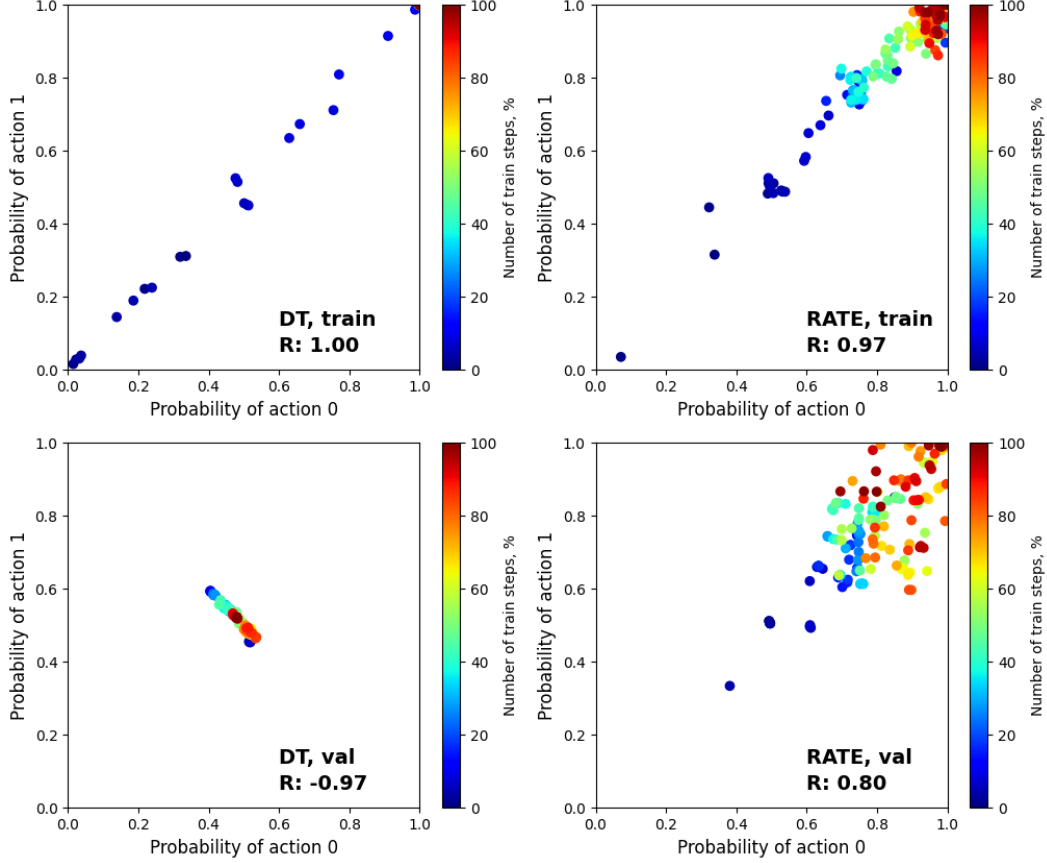 1.0
0.8
0.6
0.4
0.2
0.0
0.0 0.2 0.4 0.6 0.8 1.0
Probability of action 0
Probability of action 1
DT, train
R: 1.00
100
80
60
40
20
0
Number of train steps, %
1.0
0.8
0.6
0.4
0.2
0.0
0.0 0.2 0.4 0.6 0.8 1.0
Probability of action 0
Probability of action 1
RATE, train
R: 0.97
100
80
60
40
20
0
Number of train steps, %
1.0
0.8
0.6
0.4
0.2
0.0
0.0 0.2 0.4 0.6 0.8 1.0
Probability of action 0
Probability of action 1
DT, val
R: -0.97
100
80
60
40
20
0
Number of train steps, %
1.0
0.8
0.6
0.4
0.2
0.0
0.0 0.2 0.4 0.6 0.8 1.0
Probability of action 0
Probability of action 1
RATE, val
R: 0.80
100
80
60
40
20
0
Number of train steps, %